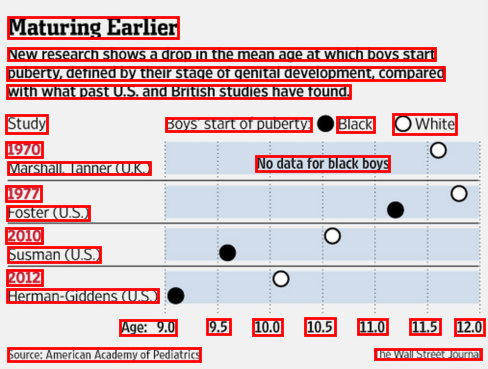 Maturing Earlier
New research shows a drop in the mean age at which boys start
puberty, defined by their stage of genital development, compared
with what past U.S. and British studies have found.
Study Boys' start of puberty: Black White
1970
Marshall, Tanner (U.K.) No data for black boys
1977
Foster (U.S.)
2010
Susman (U.S.)
2012
Herman-Giddens (U.S.)
Age: 9.0 9.5 10.0 10.5 11.0 11.5 12.0
Source: American Academy of Pediatrics The Wall Street Journal